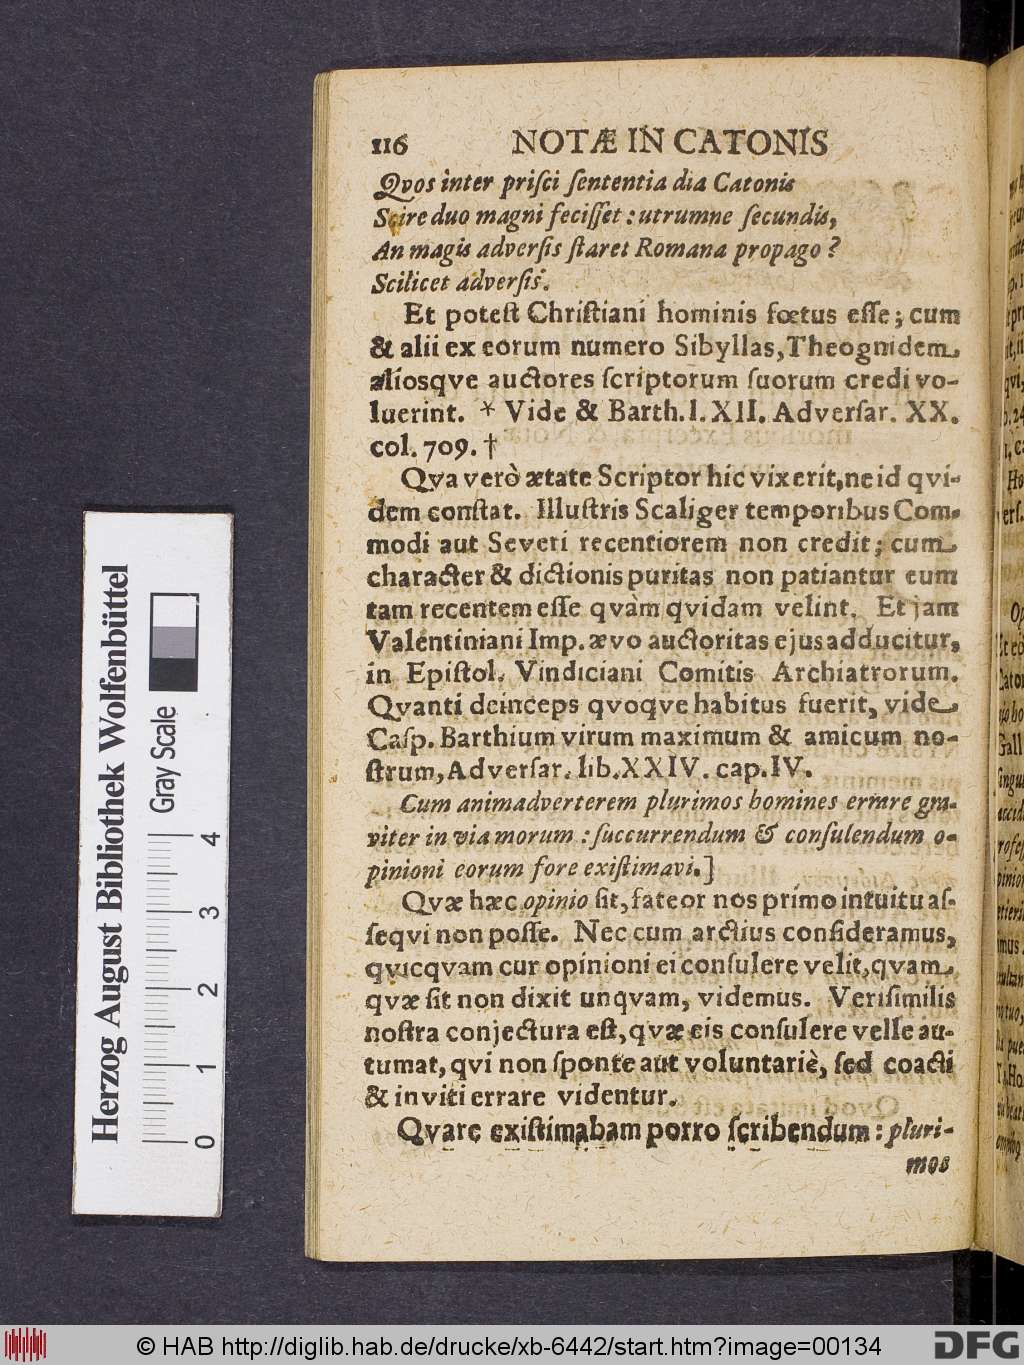 116 NOTÆ IN CATONIS
Qvos inter priſci ſententia dia Catonis
Scire duo magni feciſſet: utrumne ſecundis,
An magis adverſis ſtaret Romana propago?
Scilicet adverſis.
Et poteſt Chriſtiani hominis fœtus eſſe; cum
& alii ex eorum numero Sibyllas, Theognidem
aliosqve auctores ſcriptorum ſuorum credi vo-
luerint. * Vide & Barth. l. XII. Adverſar. XX.
col. 709. †
Qva verò ætate Scriptor hic vixerit, ne id qvi-
dem conſtat. Illuſtris Scaliger temporibus Com-
modi aut Severi recentiorem non credit; cum
character & dictionis puritas non patiantur eum
tam recentem eſſe qvàm qvidam velint. Et jam
Valentiniani Imp. ævo auctoritas ejus adducitur,
in Epiſtol. Vindiciani Comitis Archiatrorum.
Qvanti deinceps qvoqve habitus fuerit, vide
Caſp. Barthium virum maximum & amicum no-
ſtrum, Adverſar. lib. XXIV. cap. IV.
Cum animadverterem plurimos homines errare gra-
viter in via morum: ſuccurrendum & conſulendum o-
pinioni eorum fore exiſtimavi.]
Qvæ hæc opinio ſit, fateor nos primo intuitu aſ-
ſeqvi non poſſe. Nec cum arctius conſideramus,
qvicqvam cur opinioni ei conſulere velit, qvam
qvæ ſit non dixit unqvam, videmus. Veriſimilis
noſtra conjectura eſt, qvæ eis conſulere velle au-
tumat, qvi non ſponte aut voluntariè, ſed coacti
& inviti errare videntur.
Qvare exiſtimabam porro ſcribendum: pluri-
mos
Herzog August Bibliothek Wolfenbüttel
Gray Scale
0 1 2 3 4
© HAB http://diglib.hab.de/drucke/xb-6442/start.htm?image=00134
DFG